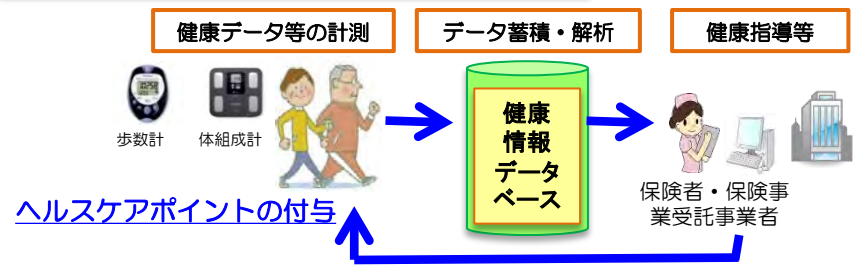 健康データ等の計測
データ蓄積・解析
健康指導等
歩数計
体組成計
健康
情報
データ
ベース
保険者・保険事
業受託事業者
ヘルスケアポイントの付与